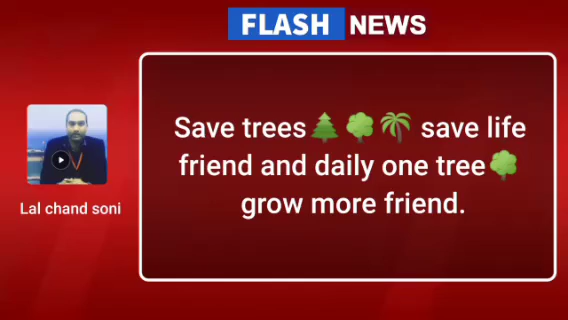 FLASH NEWS
Save trees🌲🌳🌴 save life
friend and daily one tree🌳
grow more friend.
Lal chand soni